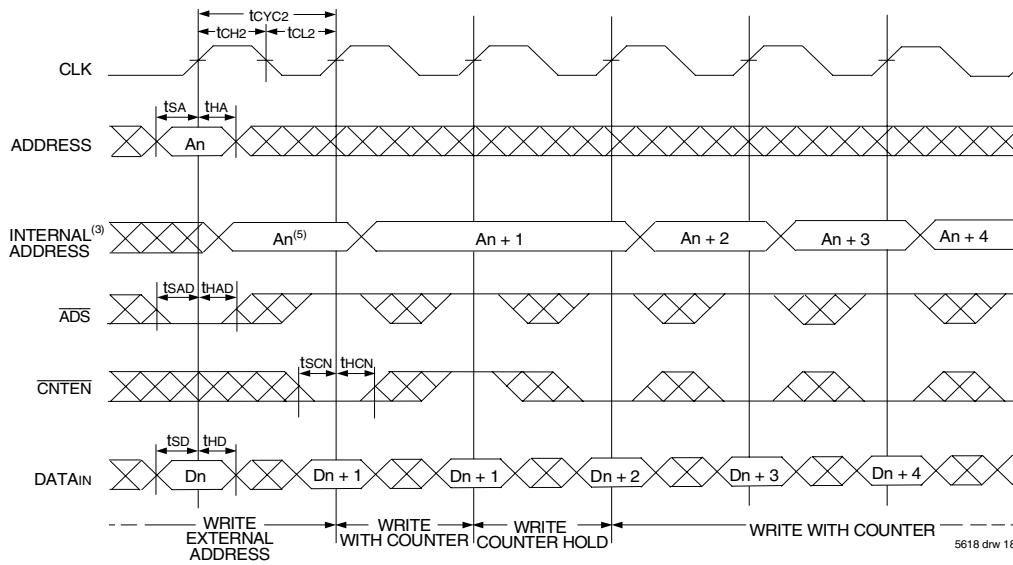 tCYC2
tCH2 tCL2
CLK
tSA tHA
ADDRESS An
INTERNAL(3)
ADDRESS An(5) An + 1 An + 2 An + 3 An + 4
tSAD tHAD
ADS
tSCN tHCN
CNTEN
tSD tHD
DATAIN Dn Dn + 1 Dn + 1 Dn + 2 Dn + 3 Dn + 4
WRITE
EXTERNAL
ADDRESS
WRITE
WITH COUNTER
WRITE
COUNTER HOLD
WRITE WITH COUNTER
5618 drw 18